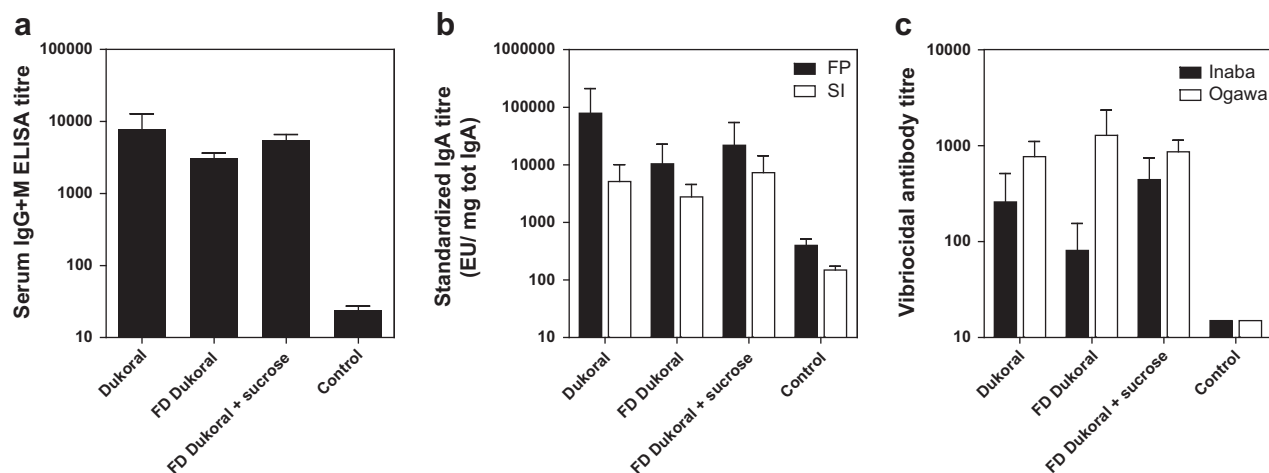 a
Serum IgG+M ELISA titre
100000
10000
1000
100
10
Dukoral
FD Dukoral
FD Dukoral + sucrose
Control
b
Standardized IgA titre
(EU/ mg tot IgA)
1000000
100000
10000
1000
100
10
FP
SI
Dukoral
FD Dukoral
FD Dukoral + sucrose
Control
c
Vibriocidal antibody titre
10000
1000
100
10
Inaba
Ogawa
Dukoral
FD Dukoral
FD Dukoral + sucrose
Control